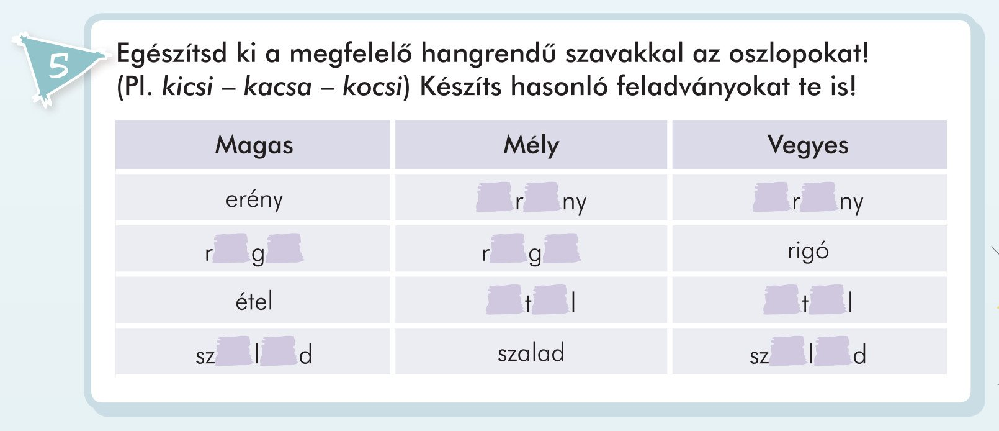 5
Egészítsd ki a megfelelő hangrendű szavakkal az oszlopokat!
(Pl. kicsi – kacsa – kocsi) Készíts hasonló feladványokat te is!
Magas Mély Vegyes
erény r ny r ny
r g r g rigó
étel t l t l
sz l d szalad sz l d